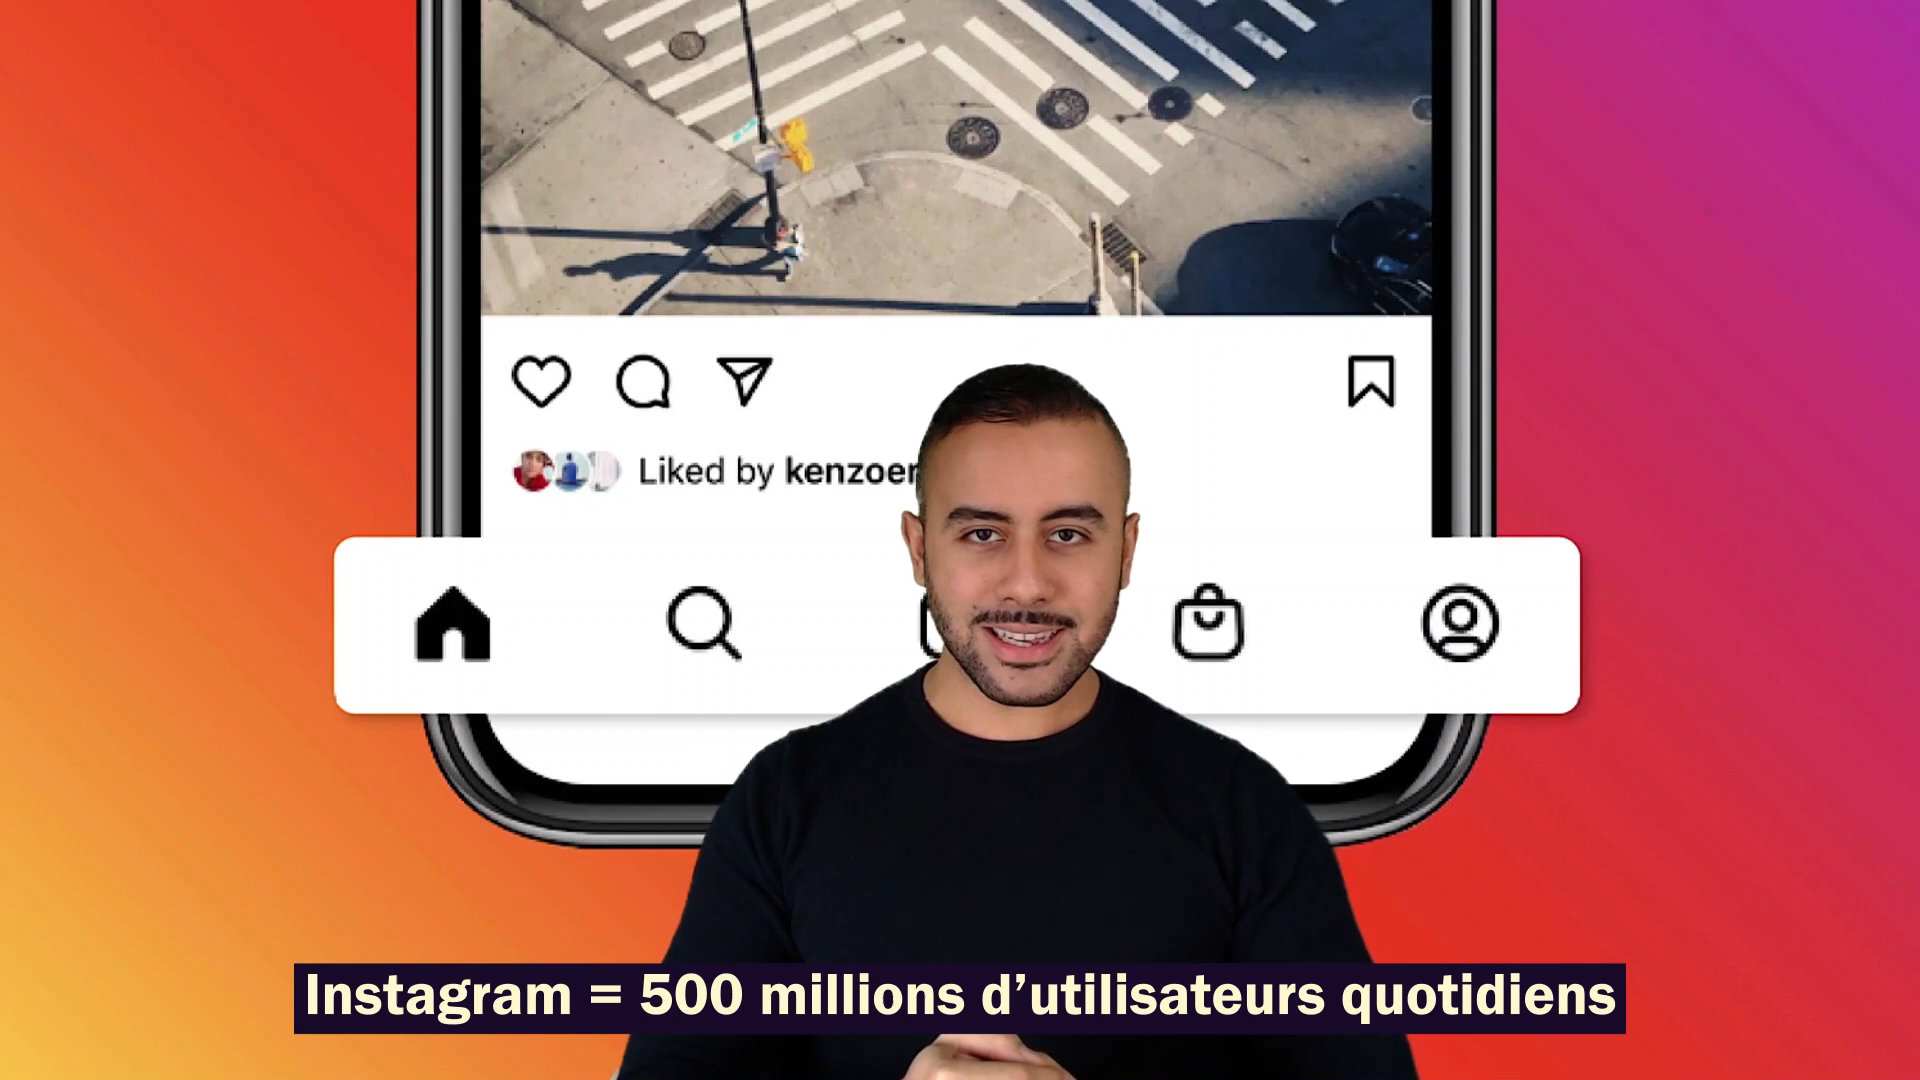 Liked by kenzoer
Instagram = 500 millions d’utilisateurs quotidiens